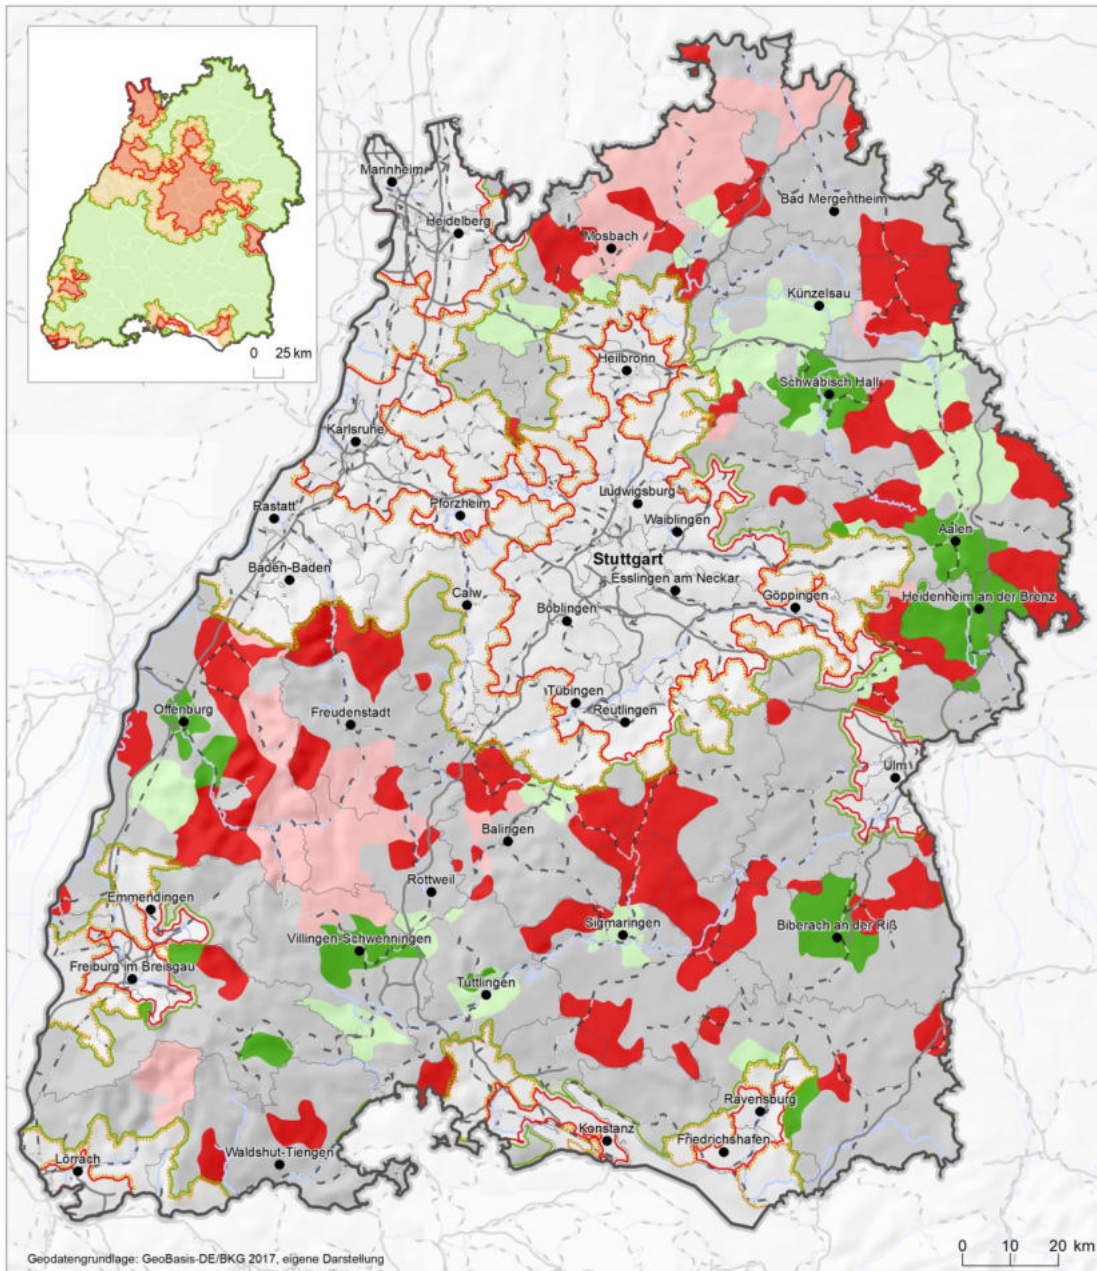 0 25 km
Mannheim
Heidelberg
Bad Mergentheim
Mosbach
Künzelsau
Heilbronn
Schwäbisch Hall
Karlsruhe
Ludwigsburg
Pforzheim
Rastatt
Waiblingen
Aalen
Stuttgart
Baden-Baden
Esslingen am Neckar
Calw
Göppingen
Heidenheim an der Brenz
Böblingen
Tübingen
Offenburg
Freudenstadt
Reutlingen
Ulm
Balingen
Rottweil
Emmendingen
Sigmaringen
Biberach an der Riß
Villingen-Schwenningen
Freiburg im Breisgau
Tuttlingen
Ravensburg
Konstanz
Friedrichshafen
Lörrach
Waldshut-Tiengen
Geodatengrundlage: GeoBasis-DE/BKG 2017, eigene Darstellung
0 10 20 km